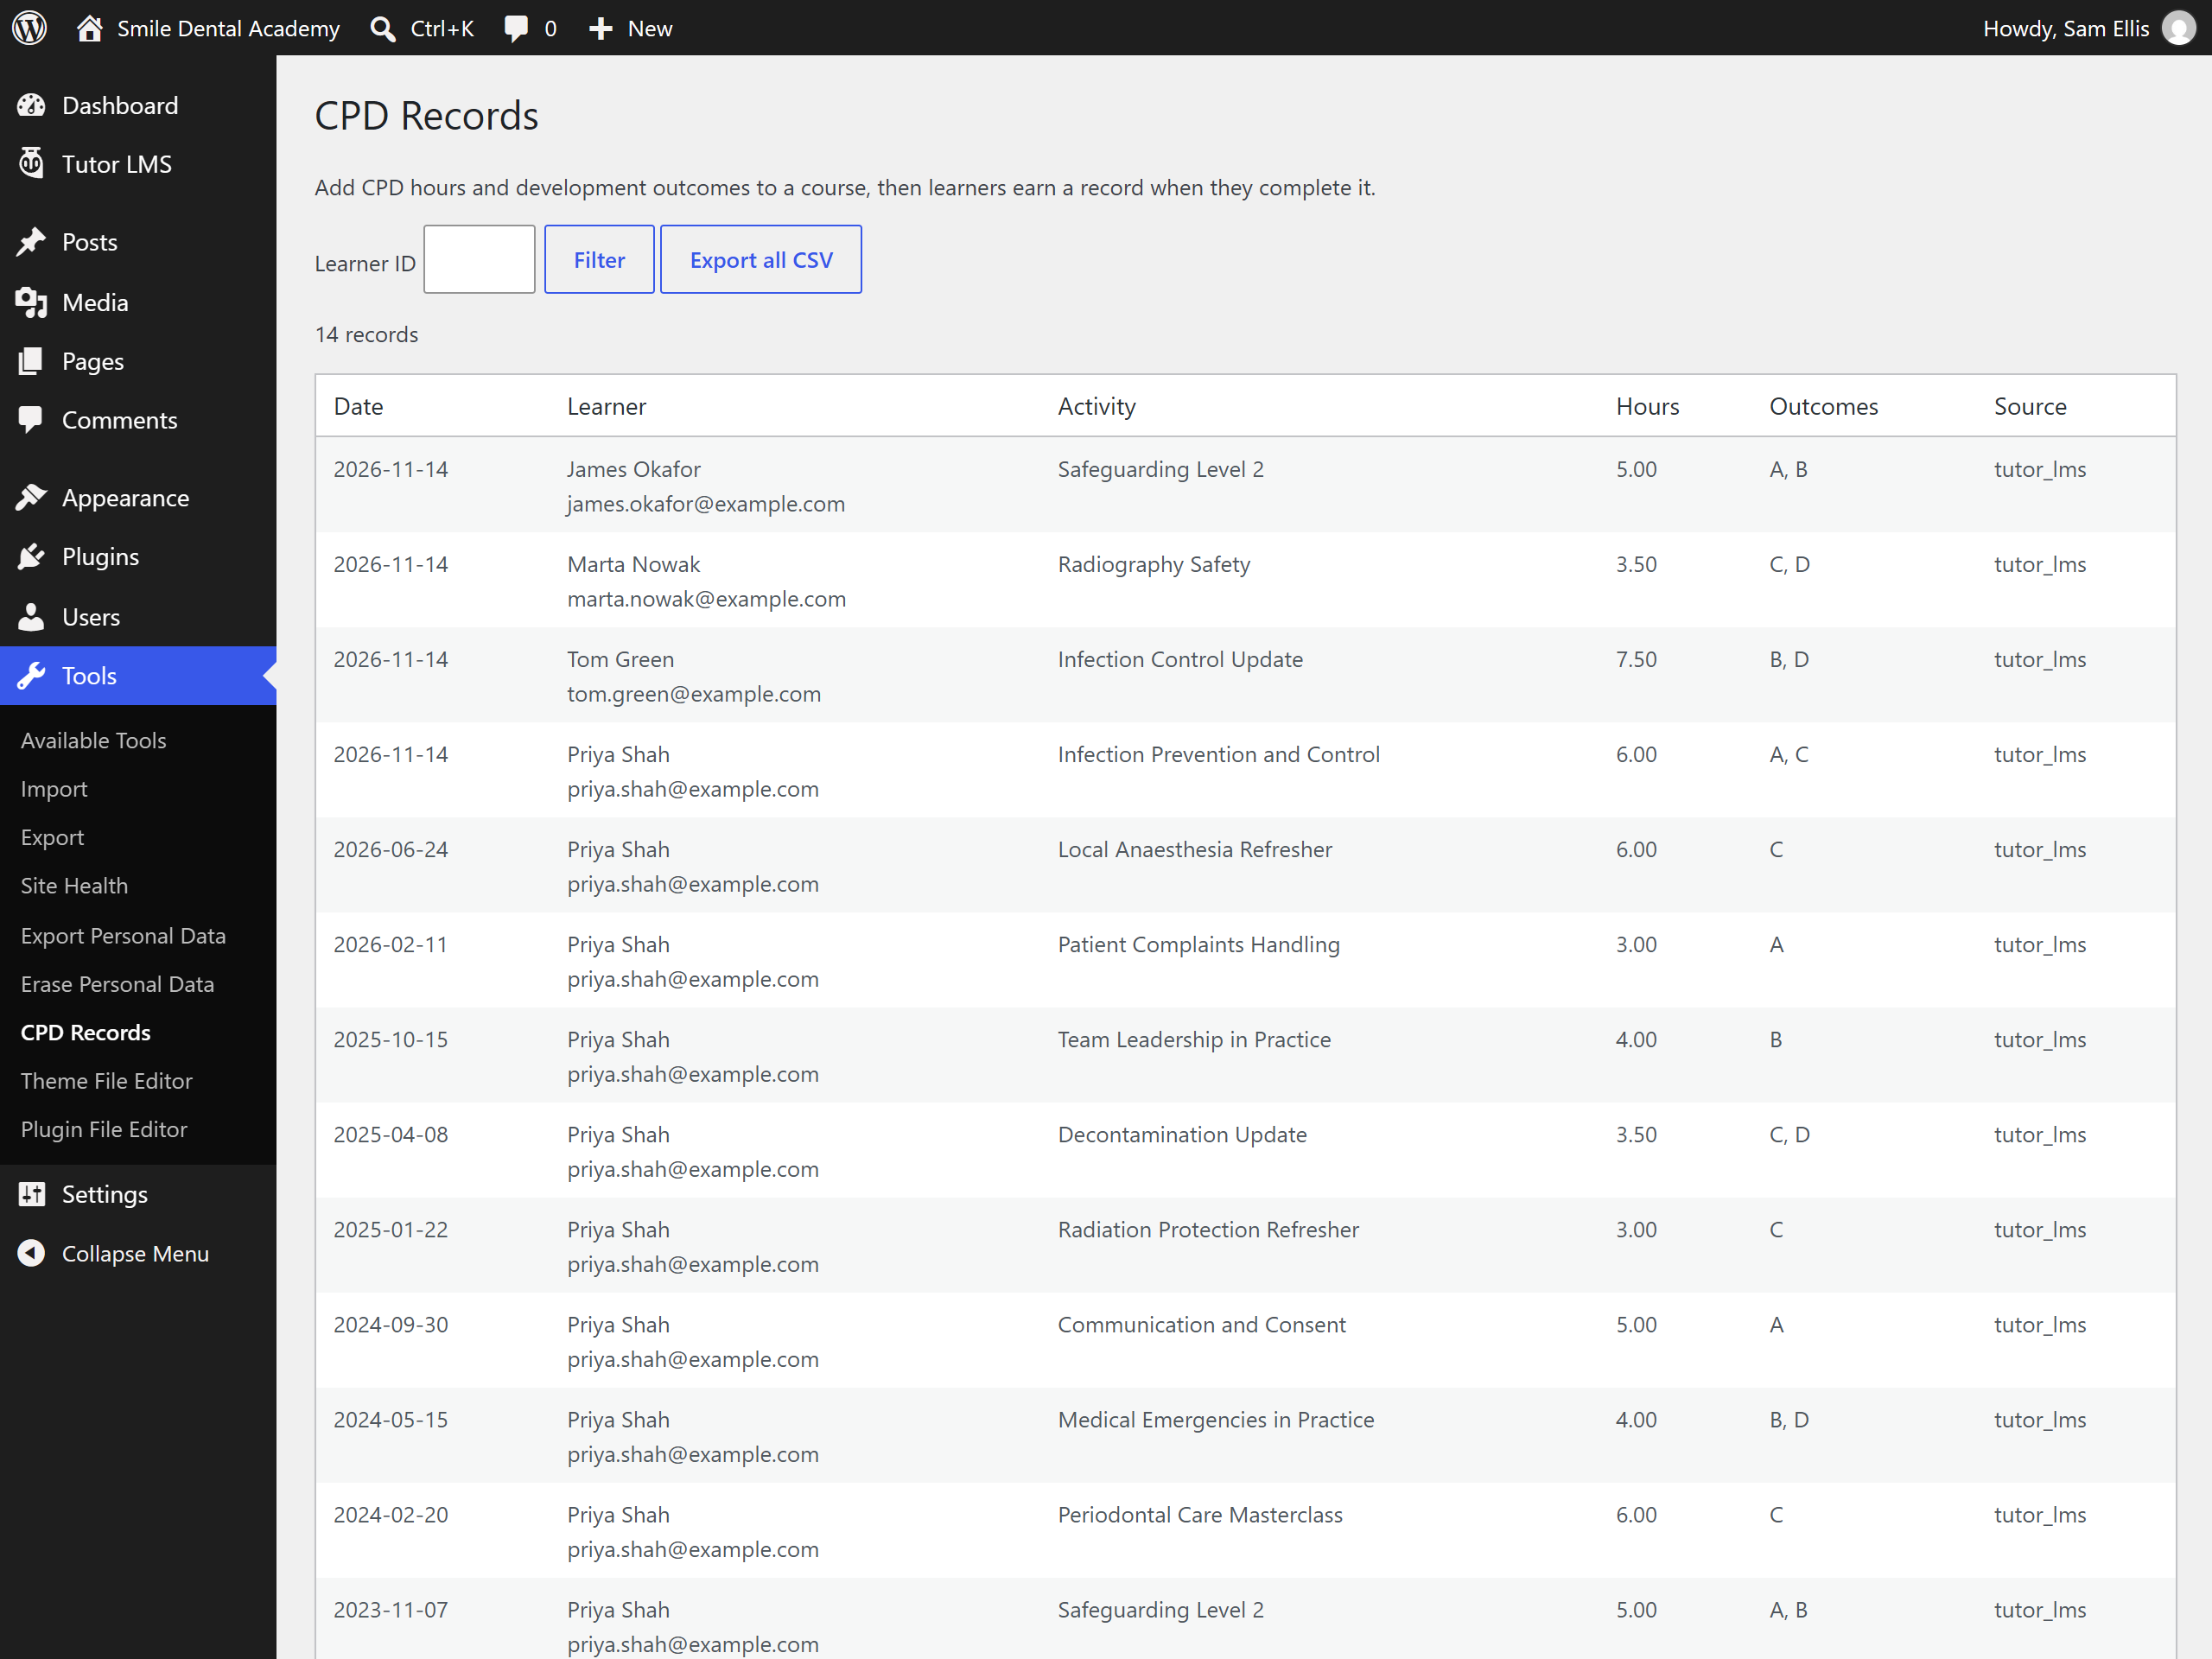 Smile Dental Academy Ctrl+K 0 New Howdy, Sam Ellis
Dashboard
Tutor LMS
Posts
Media
Pages
Comments
Appearance
Plugins
Users
Tools
Available Tools
Import
Export
Site Health
Export Personal Data
Erase Personal Data
CPD Records
Theme File Editor
Plugin File Editor
Settings
Collapse Menu
CPD Records
Add CPD hours and development outcomes to a course, then learners earn a record when they complete it.
Learner ID Filter Export all CSV
14 records
Date Learner Activity Hours Outcomes Source
2026-11-14 James Okafor Safeguarding Level 2 5.00 A, B tutor_lms
james.okafor@example.com
2026-11-14 Marta Nowak Radiography Safety 3.50 C, D tutor_lms
marta.nowak@example.com
2026-11-14 Tom Green Infection Control Update 7.50 B, D tutor_lms
tom.green@example.com
2026-11-14 Priya Shah Infection Prevention and Control 6.00 A, C tutor_lms
priya.shah@example.com
2026-06-24 Priya Shah Local Anaesthesia Refresher 6.00 C tutor_lms
priya.shah@example.com
2026-02-11 Priya Shah Patient Complaints Handling 3.00 A tutor_lms
priya.shah@example.com
2025-10-15 Priya Shah Team Leadership in Practice 4.00 B tutor_lms
priya.shah@example.com
2025-04-08 Priya Shah Decontamination Update 3.50 C, D tutor_lms
priya.shah@example.com
2025-01-22 Priya Shah Radiation Protection Refresher 3.00 C tutor_lms
priya.shah@example.com
2024-09-30 Priya Shah Communication and Consent 5.00 A tutor_lms
priya.shah@example.com
2024-05-15 Priya Shah Medical Emergencies in Practice 4.00 B, D tutor_lms
priya.shah@example.com
2024-02-20 Priya Shah Periodontal Care Masterclass 6.00 C tutor_lms
priya.shah@example.com
2023-11-07 Priya Shah Safeguarding Level 2 5.00 A, B tutor_lms
priya.shah@example.com